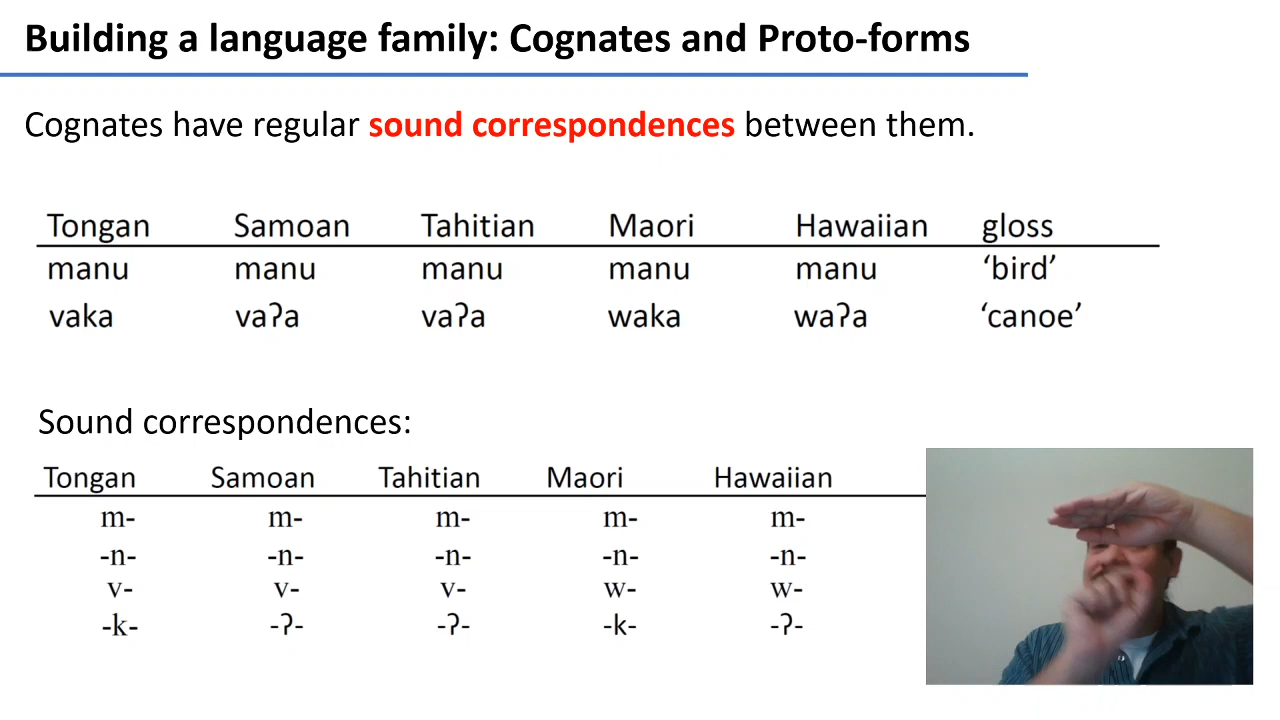 Building a language family: Cognates and Proto-forms
Cognates have regular sound correspondences between them.
Tongan Samoan Tahitian Maori Hawaiian gloss
manu manu manu manu manu ‘bird’
vaka vaʔa vaʔa waka waʔa ‘canoe’
Sound correspondences:
Tongan Samoan Tahitian Maori Hawaiian
m- m- m- m- m-
-n- -n- -n- -n- -n-
v- v- v- w- w-
-k- -ʔ- -ʔ- -k- -ʔ-